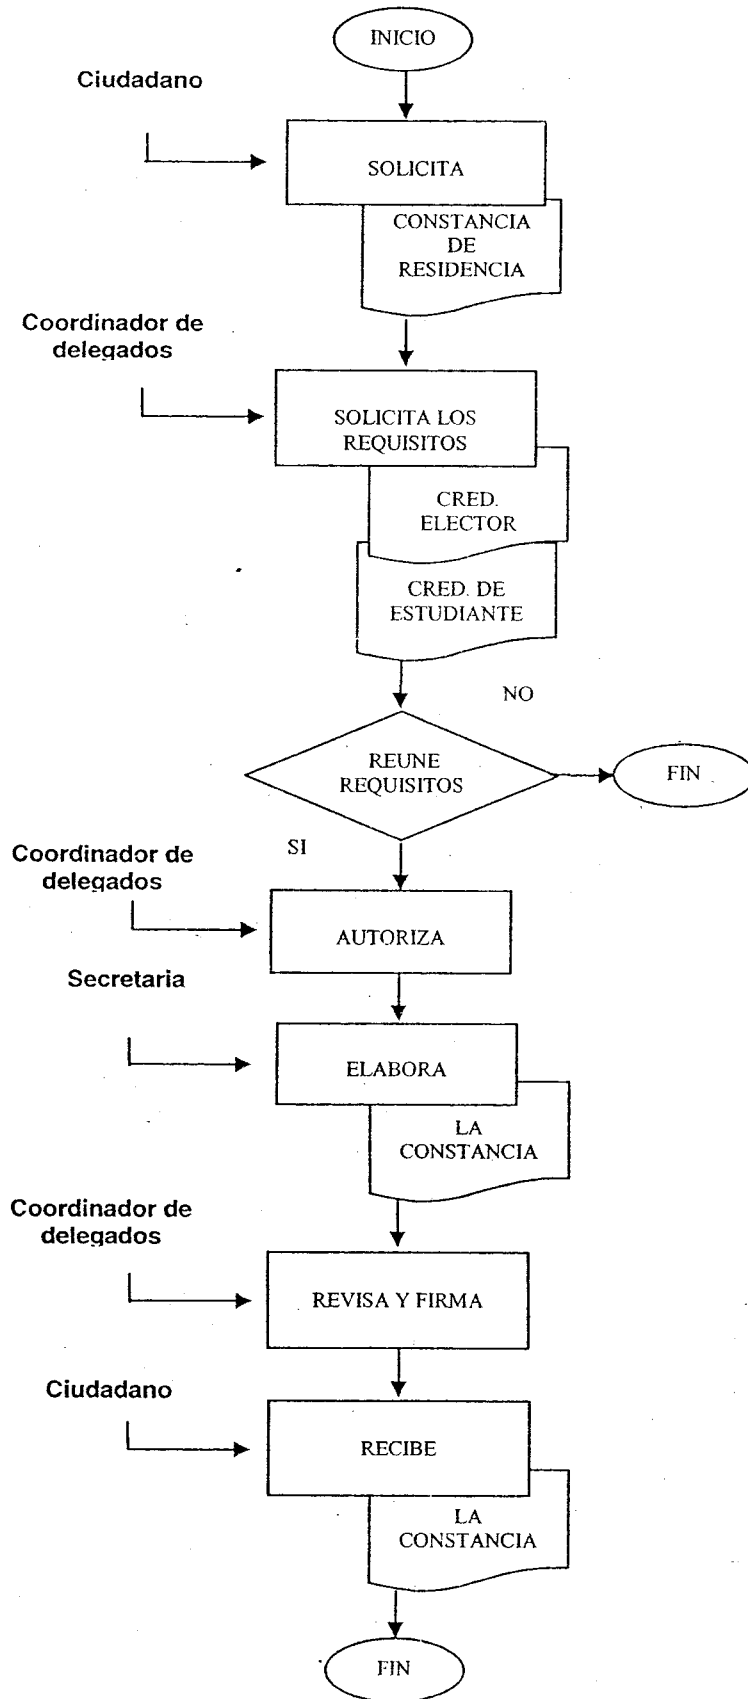 INICIO
Ciudadano
SOLICITA
CONSTANCIA
DE
RESIDENCIA
Coordinador de
delegados
SOLICITA LOS
REQUISITOS
CRED.
ELECTOR
CRED. DE
ESTUDIANTE
NO
REUNE
REQUISITOS
FIN
SI
Coordinador de
delegados
AUTORIZA
Secretaria
ELABORA
LA
CONSTANCIA
Coordinador de
delegados
REVISA Y FIRMA
Ciudadano
RECIBE
LA
CONSTANCIA
FIN